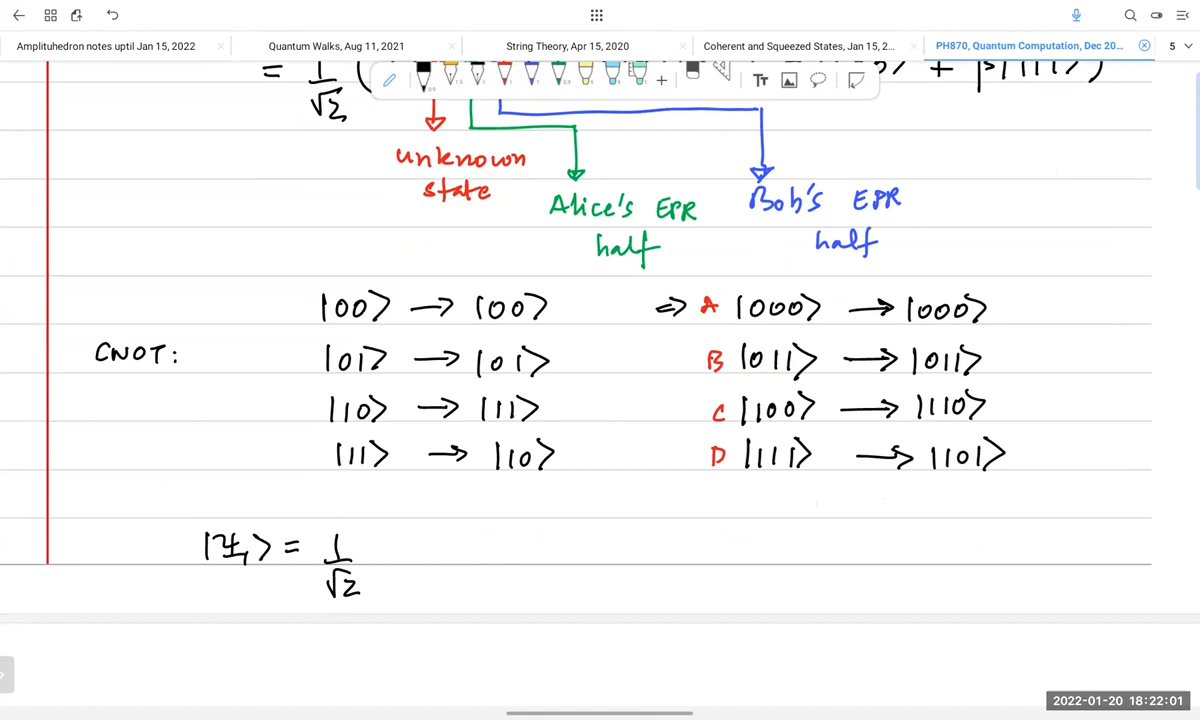 Amplituhedron notes uptil Jan 15, 2022 Quantum Walks, Aug 11, 2021 String Theory, Apr 15, 2020 Coherent and Squeezed States, Jan 15, 2... PH870, Quantum Computation, Dec 20... 5
= 1/√2 ( + β|111⟩)
Tт
unknown
state
Alice's EPR
half
Bob's EPR
half
|00⟩ → |00⟩ ⇒ A |000⟩ → |000⟩
CNOT: |01⟩ → |01⟩ B |011⟩ → |011⟩
|10⟩ → |11⟩ C |100⟩ → |110⟩
|11⟩ → |10⟩ D |111⟩ → |101⟩
|Ψ₁⟩ = 1/√2
2022-01-20 18:22:01